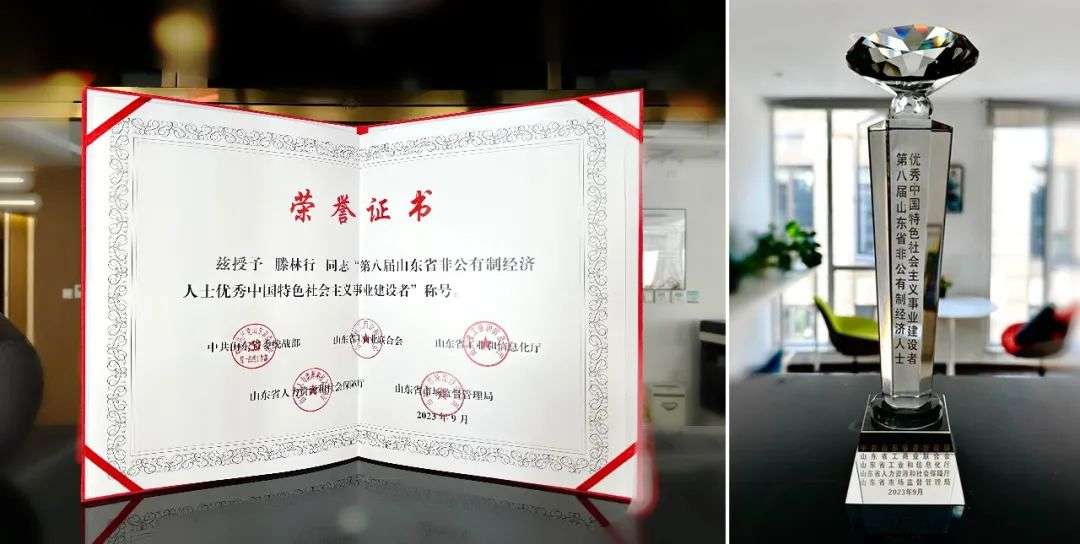 荣誉证书
兹授予 滕林行 同志“第八届山东省非公有制经济
人士优秀中国特色社会主义事业建设者”称号。
中共山东省委统战部 山东省工商业联合会 山东省工业和信息化厅
山东省人力资源和社会保障厅 山东省市场监督管理局
2023年9月
第八届山东省非公有制经济人士
优秀中国特色社会主义事业建设者
中共山东省委统战部
山东省工商业联合会
山东省工业和信息化厅
山东省人力资源和社会保障厅
山东省市场监督管理局
2023年9月